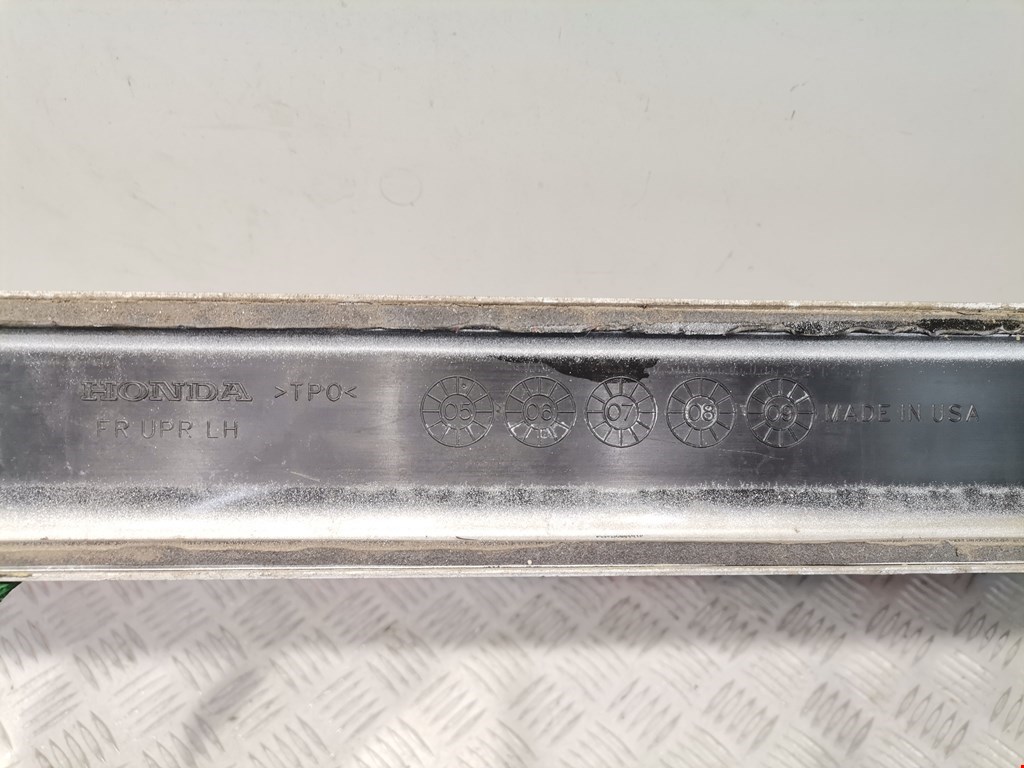 HONDA >TPO< 05 06 07 08 09 MADE IN USA
FR UPR LH